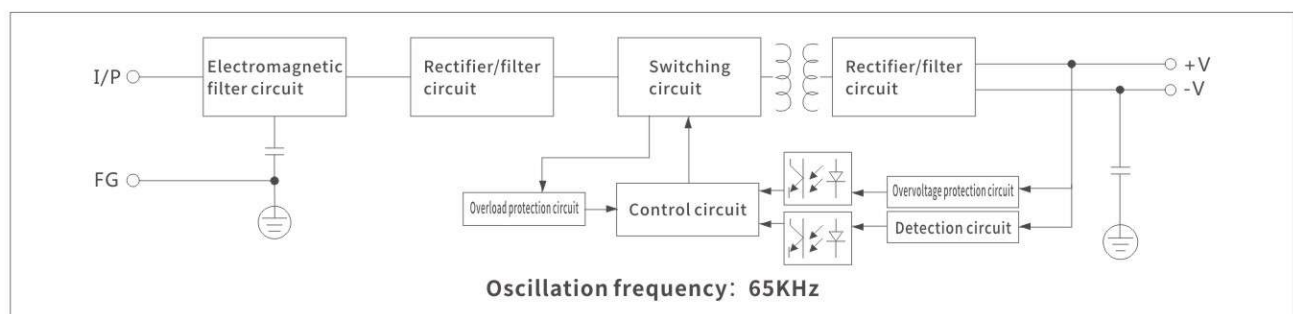 Electromagnetic
filter circuit
Rectifier/filter
circuit
Switching
circuit
Rectifier/filter
circuit
+V
-V
I/P
FG
Overload protection circuit
Control circuit
Overvoltage protection circuit
Detection circuit
Oscillation frequency: 65KHz